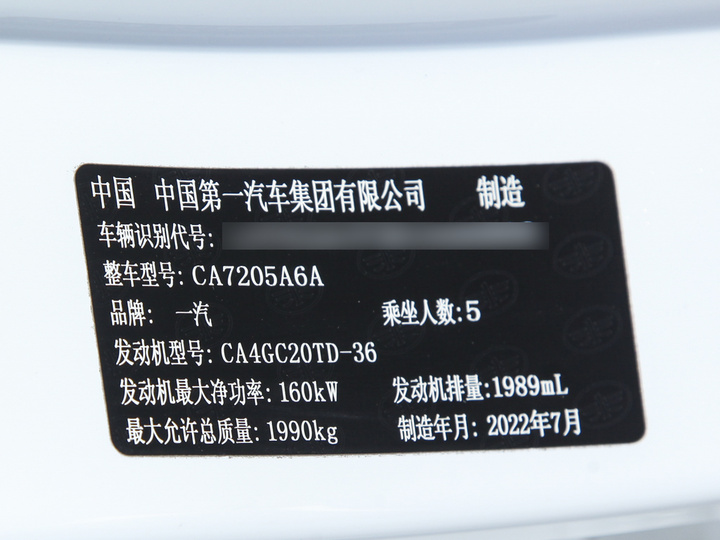 中国 中国第一汽车集团有限公司 制造
车辆识别代号:
整车型号: CA7205A6A
品牌: 一汽 乘坐人数: 5
发动机型号: CA4GC20TD-36
发动机最大净功率: 160kW 发动机排量: 1989mL
最大允许总质量: 1990kg 制造年月: 2022年7月